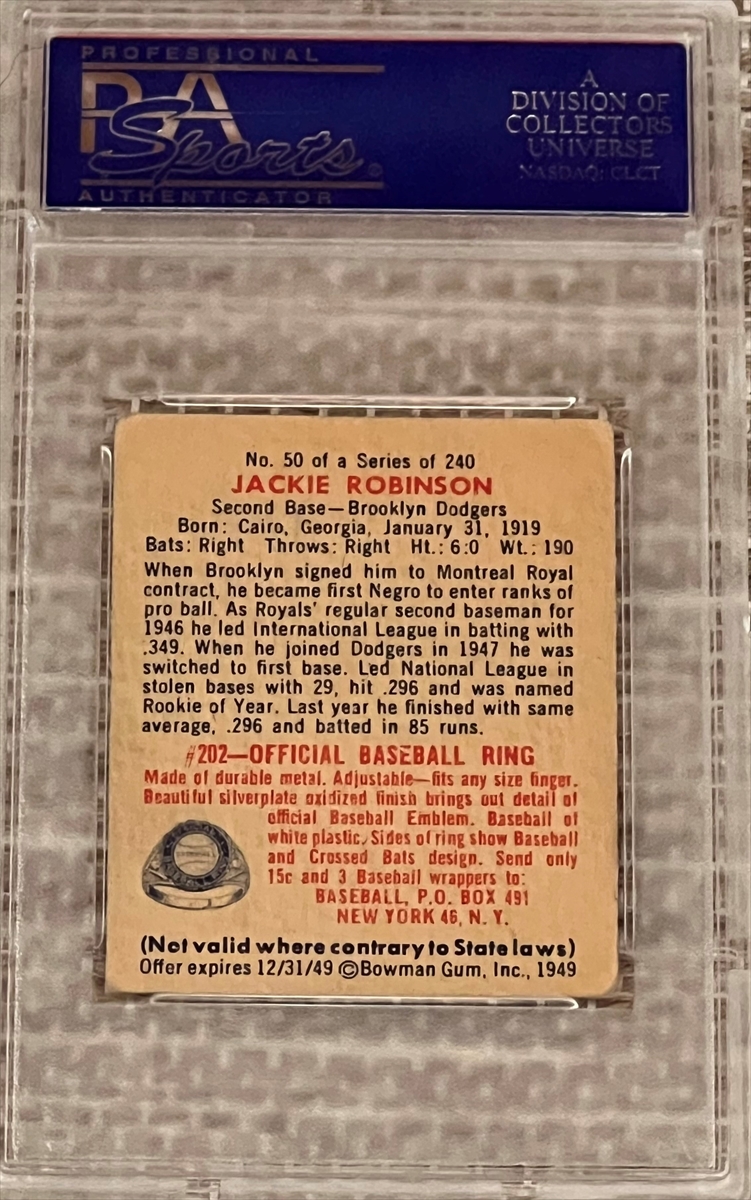 PROFESSIONAL
PSA
Sports®
AUTHENTICATOR
A
DIVISION OF
COLLECTORS
UNIVERSE
NASDAQ: CLCT
No. 50 of a Series of 240
JACKIE ROBINSON
Second Base—Brooklyn Dodgers
Born: Cairo, Georgia, January 31, 1919
Bats: Right Throws: Right Ht.: 6:0 Wt.: 190
When Brooklyn signed him to Montreal Royal
contract, he became first Negro to enter ranks of
pro ball. As Royals' regular second baseman for
1946 he led International League in batting with
.349. When he joined Dodgers in 1947 he was
switched to first base. Led National League in
stolen bases with 29, hit .296 and was named
Rookie of Year. Last year he finished with same
average, .296 and batted in 85 runs.
#202—OFFICIAL BASEBALL RING
Made of durable metal. Adjustable—fits any size finger.
Beautiful silverplate oxidized finish brings out detail of
official Baseball Emblem. Baseball of
white plastic. Sides of ring show Baseball
and Crossed Bats design. Send only
15c and 3 Baseball wrappers to:
BASEBALL, P.O. BOX 491
NEW YORK 46, N. Y.
(Not valid where contrary to State laws)
Offer expires 12/31/49 ©Bowman Gum, Inc., 1949